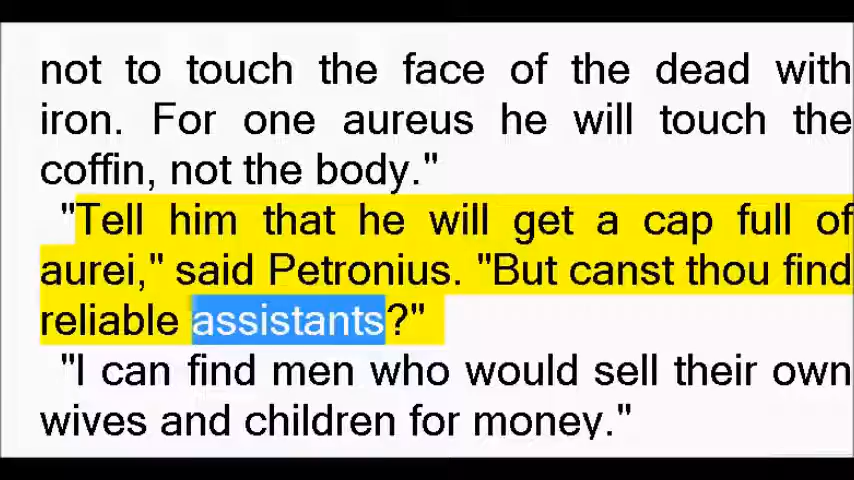 not to touch the face of the dead with
iron. For one aureus he will touch the
coffin, not the body."
"Tell him that he will get a cap full of
aurei," said Petronius. "But canst thou find
reliable assistants?"
"I can find men who would sell their own
wives and children for money."